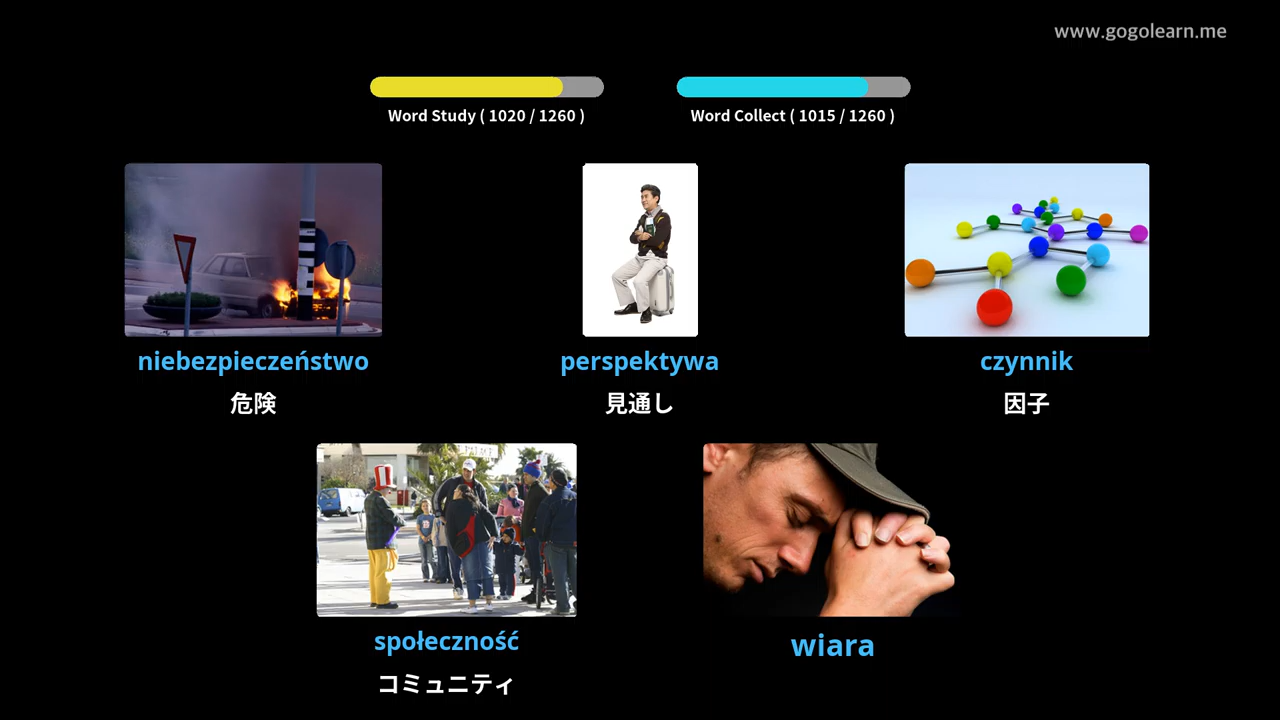 www.gogolearn.me
Word Study ( 1020 / 1260 )
Word Collect ( 1015 / 1260 )
niebezpieczeństwo
危険
perspektywa
見通し
czynnik
因子
społeczność
コミュニティ
wiara